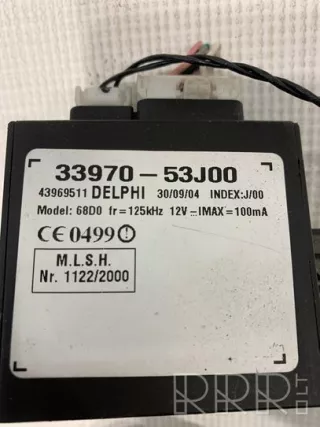 33970-53J00
43969511 DELPHI 30/09/04 INDEX:J/00
Model: 68D0 fr=125kHz 12V⎓IMAX=100mA
CE0499
M.L.S.H.
Nr. 1122/2000
RRR.LT